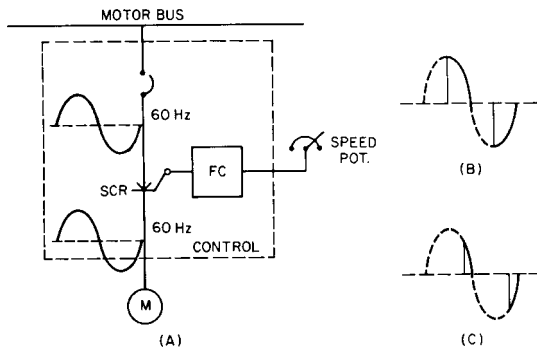 MOTOR BUS
60 Hz
SCR
FC
SPEED
POT.
60 Hz
CONTROL
M
(A)
(B)
(C)